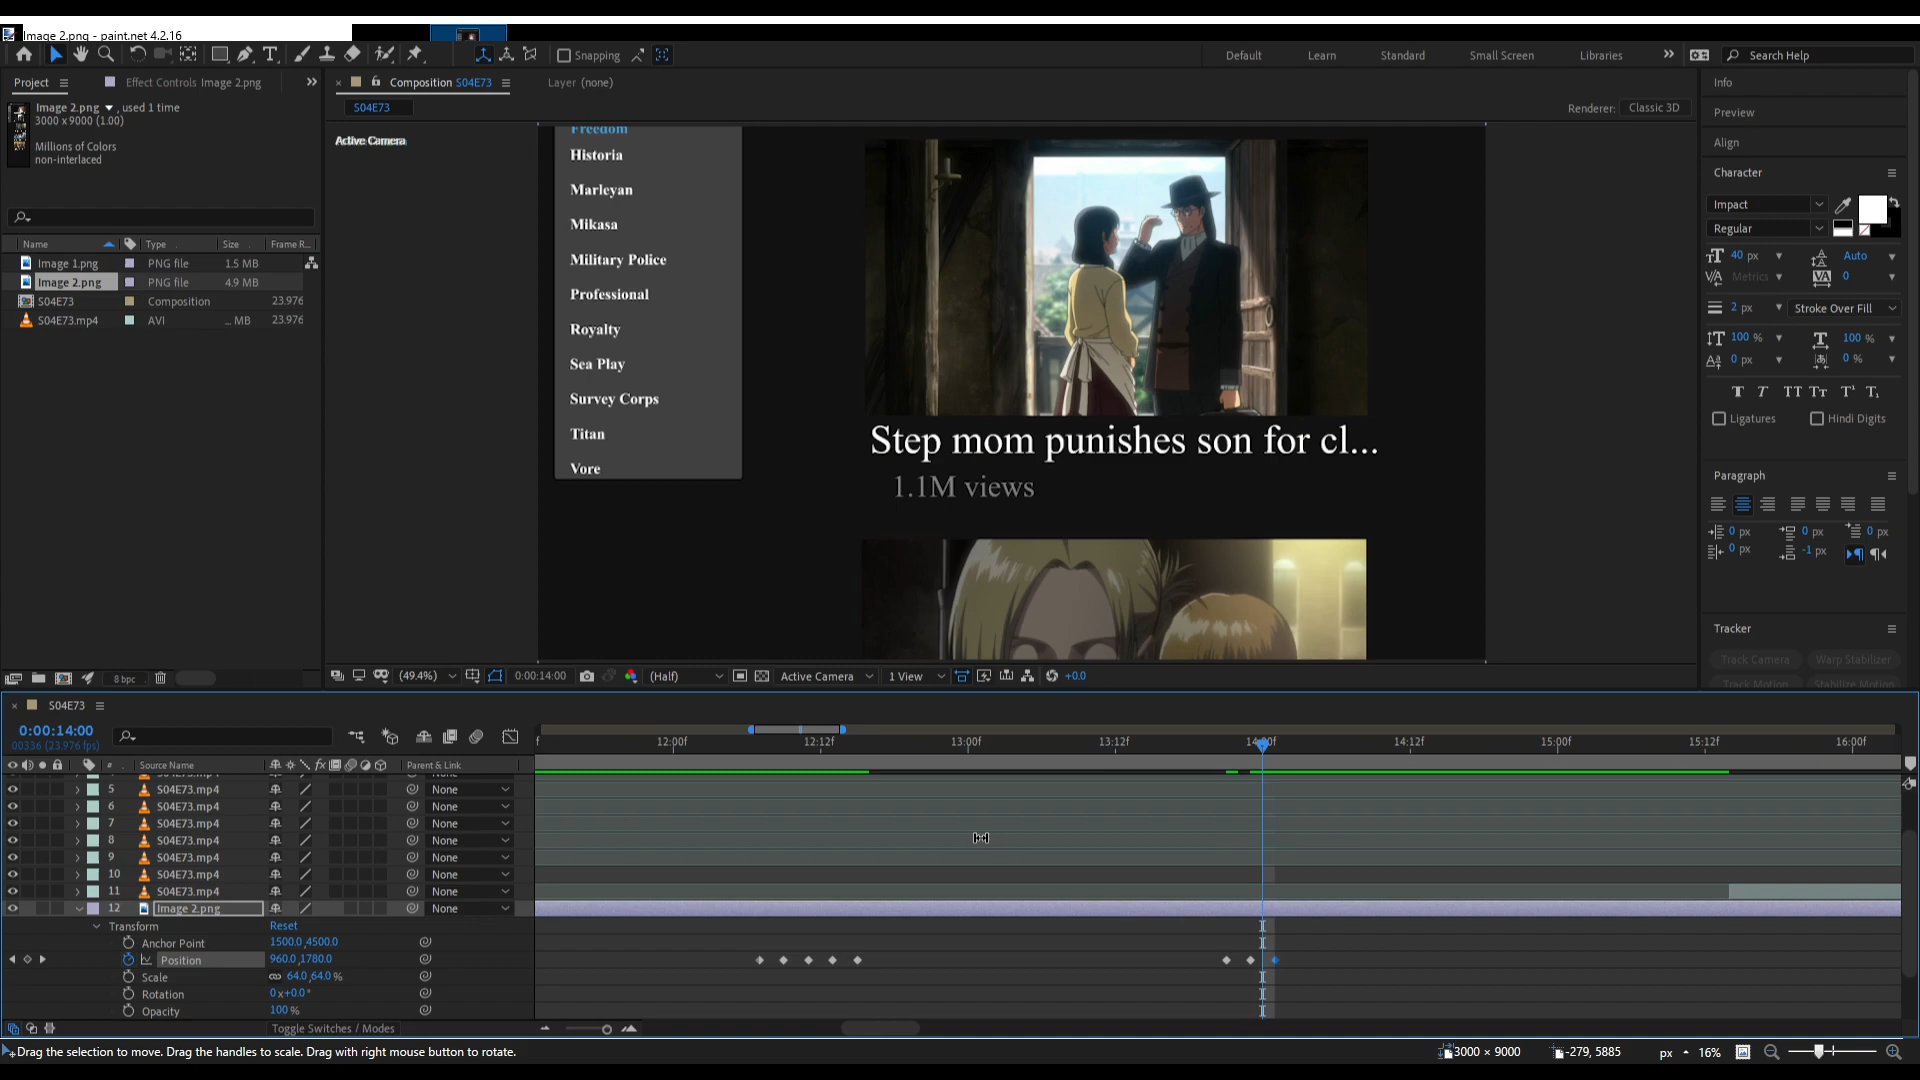 Image 2.png - paint.net 4.2.16
Snapping
Default
Learn
Standard
Small Screen
Libraries
Search Help
Project
Effect Controls Image 2.png
Composition S04E73
Layer (none)
S04E73
Renderer:
Classic 3D
Image 2.png , used 1 time
3000 x 9000 (1.00)
Millions of Colors
non-interlaced
Name
Type
Size
Frame R...
Image 1.png
PNG file
1.5 MB
Image 2.png
PNG file
4.9 MB
S04E73
Composition
23.976
S04E73.mp4
AVI
... MB
23.976
8 bpc
Active Camera
Freedom
Historia
Marleyan
Mikasa
Military Police
Professional
Royalty
Sea Play
Survey Corps
Titan
Vore
Step mom punishes son for cl...
1.1M views
(49.4%)
0:00:14:00
(Half)
Active Camera
1 View
+0.0
Info
Preview
Align
Character
Impact
Regular
40 px
Auto
Metrics
0
2 px
Stroke Over Fill
100 %
100 %
0 px
0 %
T T TT Tr T' T,
Ligatures
Hindi Digits
Paragraph
0 px
0 px
0 px
0 px
-1 px
Tracker
Track Camera
Warp Stabilizer
Track Motion
Stabilize Motion
S04E73
0:00:14:00
00336 (23.976 fps)
f
12:00f
12:12f
13:00f
13:12f
14:00f
14:12f
15:00f
15:12f
16:00f
#
Source Name
fx
Parent & Link
5 S04E73.mp4 None
6 S04E73.mp4 None
7 S04E73.mp4 None
8 S04E73.mp4 None
9 S04E73.mp4 None
10 S04E73.mp4 None
11 S04E73.mp4 None
12 Image 2.png None
Transform Reset
Anchor Point 1500.0,4500.0
Position 960.0,1780.0
Scale 64.0,64.0 %
Rotation 0x+0.0°
Opacity 100 %
Toggle Switches / Modes
Drag the selection to move. Drag the handles to scale. Drag with right mouse button to rotate.
3000 × 9000
-279, 5885
px
16%